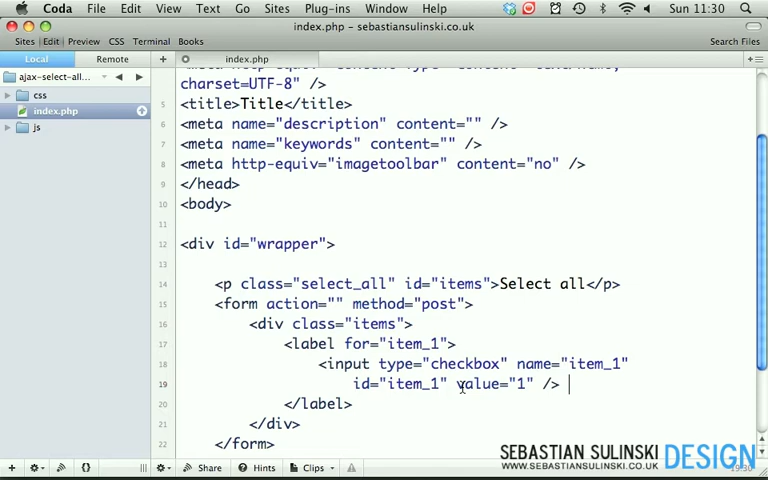 Coda File Edit View Text Go Sites Plug-ins Window Help Sun 11:30
index.php - sebastiansulinski.co.uk
Sites Edit Preview CSS Terminal Books Search Files
Local Remote index.php
ajax-select-all...
css
index.php
js
charset=UTF-8" />
5 <title>Title</title>
6 <meta name="description" content="" />
7 <meta name="keywords" content="" />
8 <meta http-equiv="imagetoolbar" content="no" />
9 </head>
10 <body>
11
12 <div id="wrapper">
13
14 <p class="select_all" id="items">Select all</p>
15 <form action="" method="post">
16 <div class="items">
17 <label for="item_1">
18 <input type="checkbox" name="item_1"
19 id="item_1" value="1" />
20 </label>
21 </div>
22 </form>
SEBASTIAN SULINSKI DESIGN
WWW.SEBASTIANSULINSKI.CO.UK
Share Hints Clips 19:30